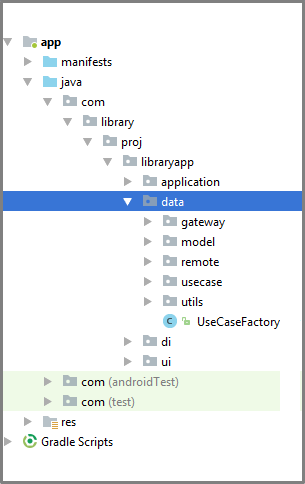 app
manifests
java
com
library
proj
libraryapp
application
data
gateway
model
remote
usecase
utils
C UseCaseFactory
di
ui
com (androidTest)
com (test)
res
Gradle Scripts